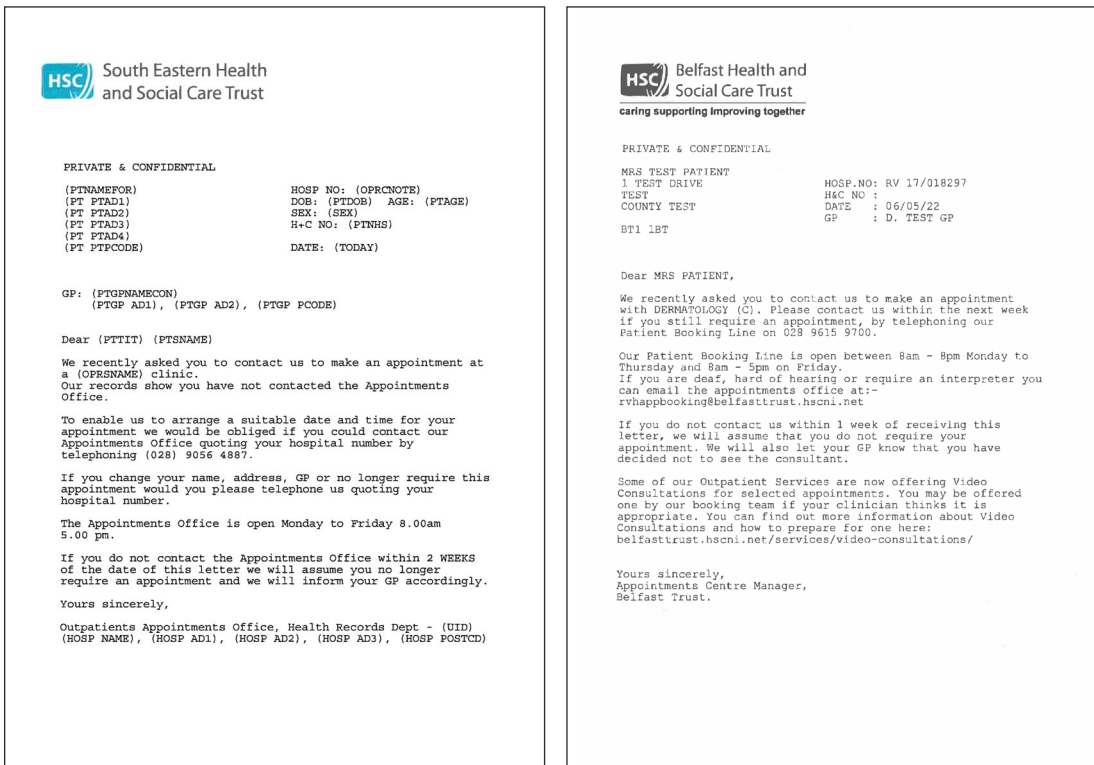 HSC
South Eastern Health
and Social Care Trust
PRIVATE & CONFIDENTIAL
(PTNAMEFOR) HOSP NO: (OPRCNOTE)
(PT PTAD1) DOB: (PTDOB) AGE: (PTAGE)
(PT PTAD2) SEX: (SEX)
(PT PTAD3) H+C NO: (PTNHS)
(PT PTAD4)
(PT PTPCODE) DATE: (TODAY)
GP: (PTGPNAMECON)
(PTGP AD1), (PTGP AD2), (PTGP PCODE)
Dear (PTTIT) (PTSNAME)
We recently asked you to contact us to make an appointment at
a (OPRSNAME) clinic.
Our records show you have not contacted the Appointments
Office.
To enable us to arrange a suitable date and time for your
appointment we would be obliged if you could contact our
Appointments Office quoting your hospital number by
telephoning (028) 9056 4887.
If you change your name, address, GP or no longer require this
appointment would you please telephone us quoting your
hospital number.
The Appointments Office is open Monday to Friday 8.00am
5.00 pm.
If you do not contact the Appointments Office within 2 WEEKS
of the date of this letter we will assume you no longer
require an appointment and we will inform your GP accordingly.
Yours sincerely,
Outpatients Appointments Office, Health Records Dept - (UID)
(HOSP NAME), (HOSP AD1), (HOSP AD2), (HOSP AD3), (HOSP POSTCD)
HSC
Belfast Health and
Social Care Trust
caring supporting improving together
PRIVATE & CONFIDENTIAL
MRS TEST PATIENT
1 TEST DRIVE HOSP.NO: RV 17/018297
TEST H&C NO :
COUNTY TEST DATE : 06/05/22
GP : D. TEST GP
BT1 1BT
Dear MRS PATIENT,
We recently asked you to contact us to make an appointment
with DERMATOLOGY (C). Please contact us within the next week
if you still require an appointment, by telephoning our
Patient Booking Line on 028 9615 9700.
Our Patient Booking Line is open between 8am - 8pm Monday to
Thursday and 8am - 5pm on Friday.
If you are deaf, hard of hearing or require an interpreter you
can email the appointments office at:-
rvhappbooking@belfasttrust.hscni.net
If you do not contact us within 1 week of receiving this
letter, we will assume that you do not require your
appointment. We will also let your GP know that you have
decided not to see the consultant.
Some of our Outpatient Services are now offering Video
Consultations for selected appointments. You may be offered
one by our booking team if your clinician thinks it is
appropriate. You can find out more information about Video
Consultations and how to prepare for one here:
belfasttrust.hscni.net/services/video-consultations/
Yours sincerely,
Appointments Centre Manager,
Belfast Trust.